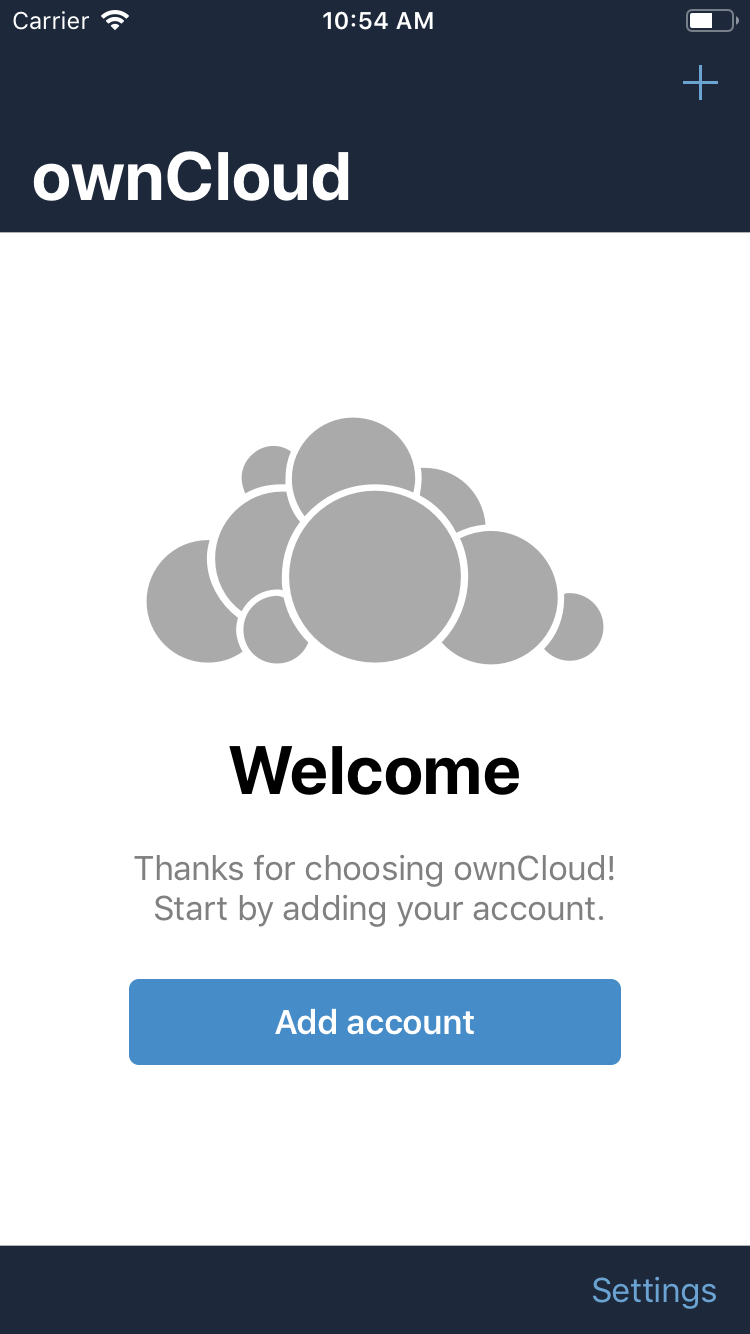 Carrier 10:54 AM
ownCloud
Welcome
Thanks for choosing ownCloud!
Start by adding your account.
Add account
Settings